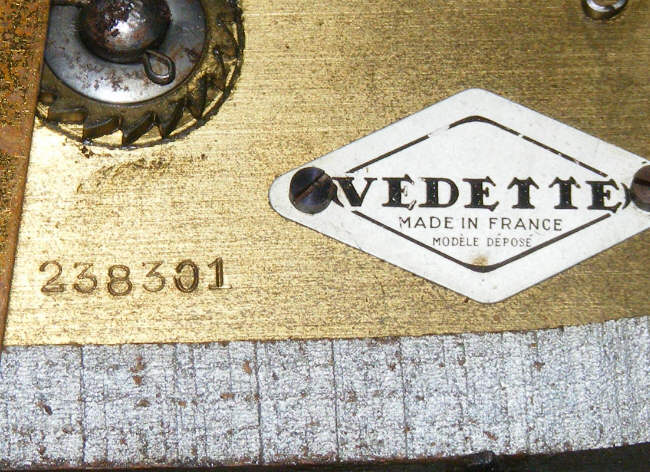 VEDETTE
MADE IN FRANCE
MODÈLE DÉPOSÉ
238301